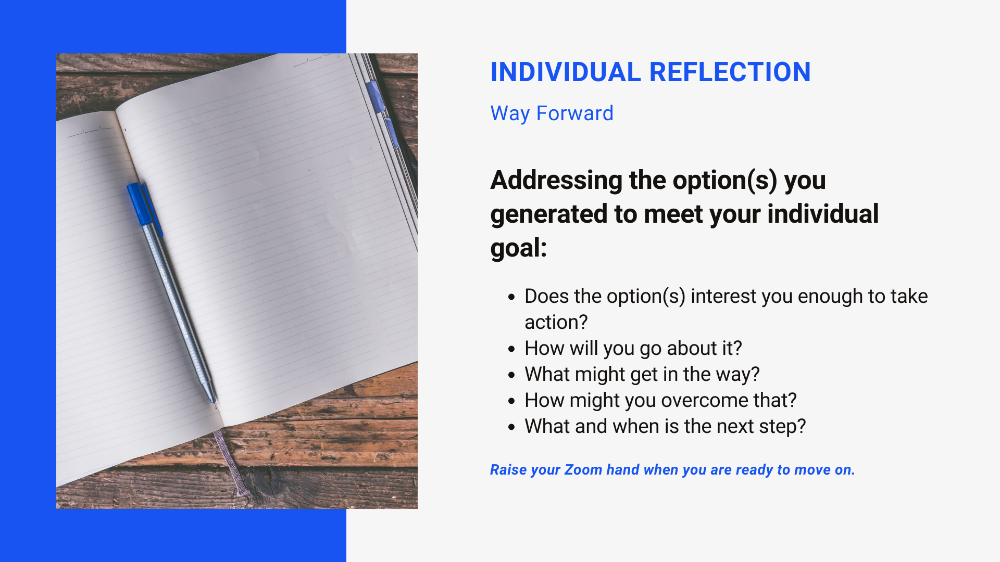 INDIVIDUAL REFLECTION
Way Forward
Addressing the option(s) you
generated to meet your individual
goal:
• Does the option(s) interest you enough to take
action?
• How will you go about it?
• What might get in the way?
• How might you overcome that?
• What and when is the next step?
Raise your Zoom hand when you are ready to move on.